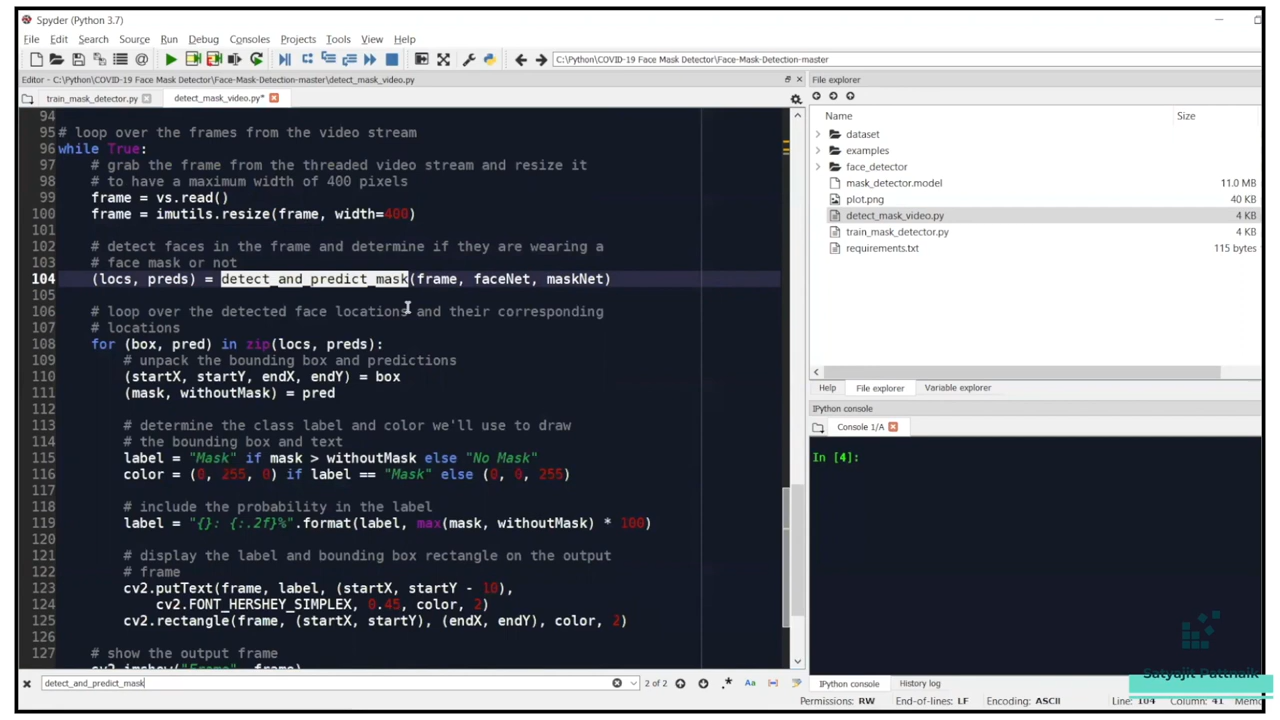 Spyder (Python 3.7)
File Edit Search Source Run Debug Consoles Projects Tools View Help
C:\Python\COVID-19 Face Mask Detector\Face-Mask-Detection-master
Editor - C:\Python\COVID-19 Face Mask Detector\Face-Mask-Detection-master\detect_mask_video.py
train_mask_detector.py
detect_mask_video.py*
94
95 # loop over the frames from the video stream
96 while True:
97 # grab the frame from the threaded video stream and resize it
98 # to have a maximum width of 400 pixels
99 frame = vs.read()
100 frame = imutils.resize(frame, width=400)
101
102 # detect faces in the frame and determine if they are wearing a
103 # face mask or not
104 (locs, preds) = detect_and_predict_mask(frame, faceNet, maskNet)
105
106 # loop over the detected face locations and their corresponding
107 # locations
108 for (box, pred) in zip(locs, preds):
109 # unpack the bounding box and predictions
110 (startX, startY, endX, endY) = box
111 (mask, withoutMask) = pred
112
113 # determine the class label and color we'll use to draw
114 # the bounding box and text
115 label = "Mask" if mask > withoutMask else "No Mask"
116 color = (0, 255, 0) if label == "Mask" else (0, 0, 255)
117
118 # include the probability in the label
119 label = "{}: {:.2f}%".format(label, max(mask, withoutMask) * 100)
120
121 # display the label and bounding box rectangle on the output
122 # frame
123 cv2.putText(frame, label, (startX, startY - 10),
124 cv2.FONT_HERSHEY_SIMPLEX, 0.45, color, 2)
125 cv2.rectangle(frame, (startX, startY), (endX, endY), color, 2)
126
127 # show the output frame
cv2.imshow("Frame", frame)
detect_and_predict_mask
2 of 2
Aa
File explorer
Name Size
dataset
examples
face_detector
mask_detector.model 11.0 MB
plot.png 40 KB
detect_mask_video.py 4 KB
train_mask_detector.py 4 KB
requirements.txt 115 bytes
Help File explorer Variable explorer
IPython console
Console 1/A
In [4]:
Satyajit Pattnaik
IPython console History log
Permissions: RW End-of-lines: LF Encoding: ASCII Line: 104 Column: 41